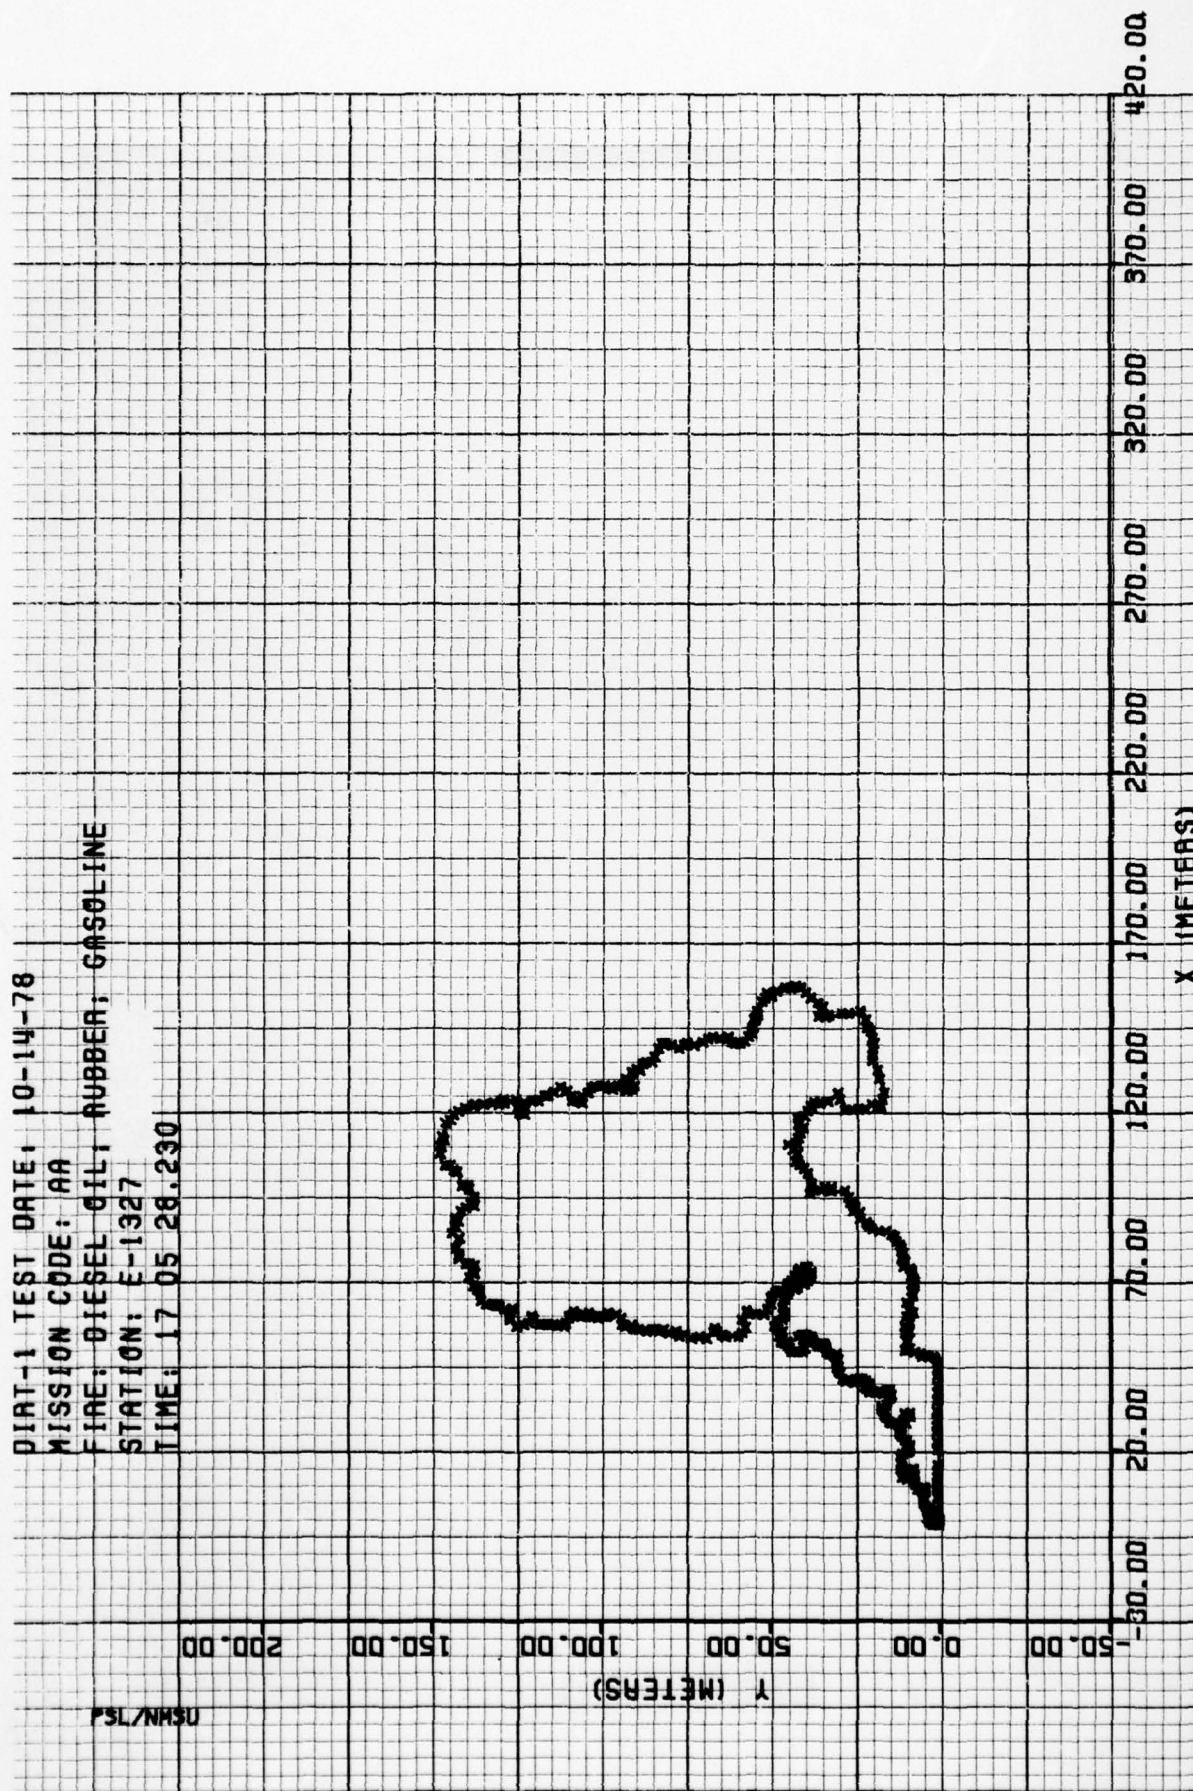 DIRT-1 TEST DATE: 10-14-78
MISSION CODE: AA
FIRE: DIESEL OIL; RUBBER; GASOLINE
STATION: E-1327
TIME: 17 05 28.230
PSL/NMSU
Y (METERS)
200.00
150.00
100.00
50.00
0.00
-50.00
-30.00
20.00
70.00
120.00
170.00
220.00
270.00
320.00
370.00
420.00
X (METERS)